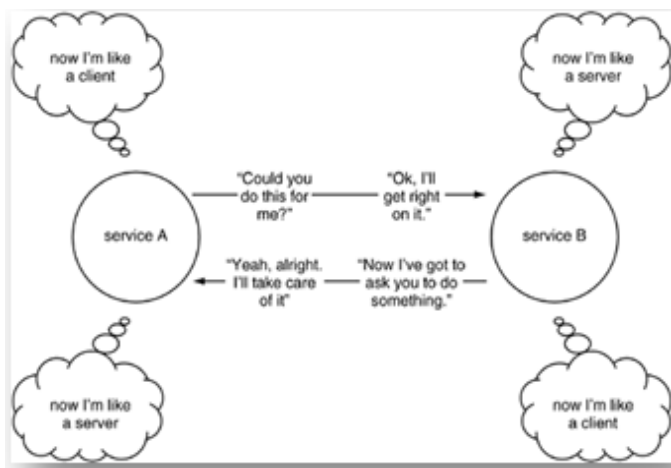 now I'm like
a client
now I'm like
a server
"Could you
do this for
me?"
"Ok, I'll
get right
on it."
service A
service B
"Yeah, alright.
I'll take care
of it"
"Now I've got to
ask you to do
something."
now I'm like
a server
now I'm like
a client